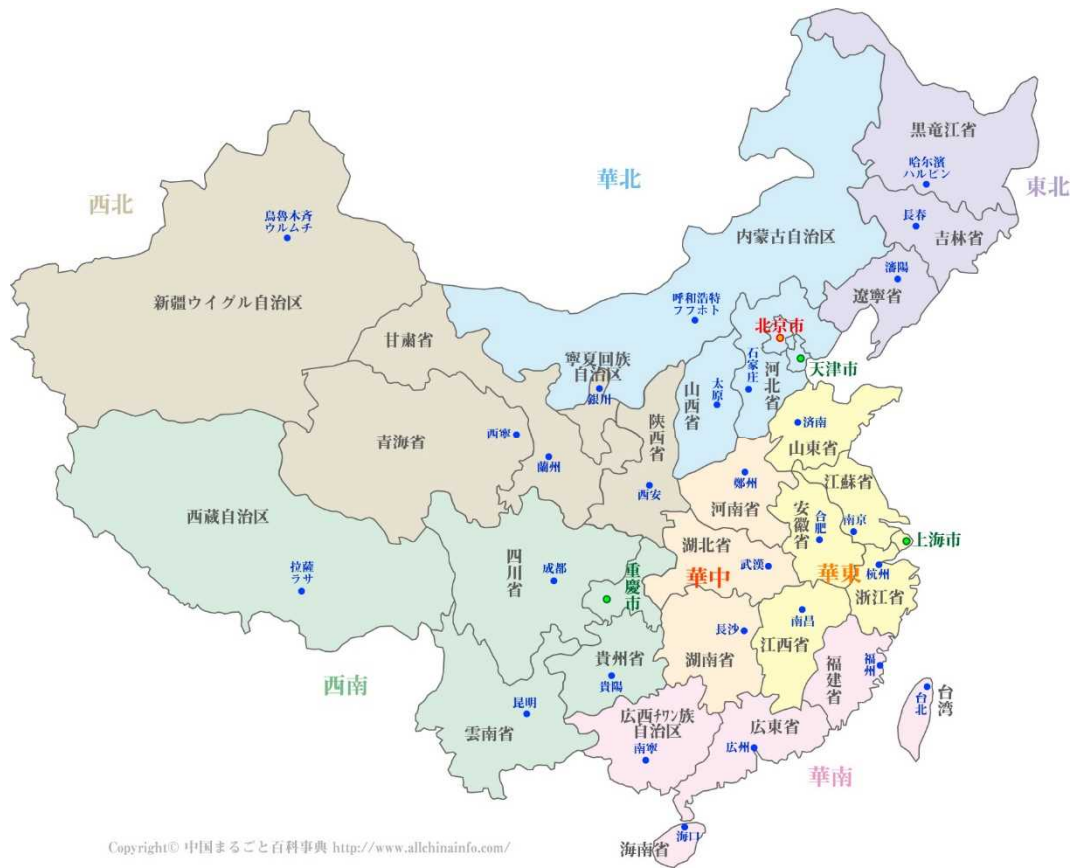 黒竜江省
哈尔濱
ハルビン
華北
東北
西北
烏魯木斉
ウルムチ
長春
吉林省
内蒙古自治区
瀋陽
遼寧省
新疆ウイグル自治区
呼和浩特
フフホト
北京市
甘粛省
寧夏回族
自治区
銀川
石家庄
河北省
天津市
山西省
太原
陝西省
済南
山東省
青海省
西寧
蘭州
西安
鄭州
河南省
江蘇省
安徽省
合肥
南京
上海市
西蔵自治区
拉薩
ラサ
四川省
成都
重慶市
湖北省
武漢
華中
華東
杭州
浙江省
南昌
江西省
長沙
湖南省
貴州省
貴陽
福建省
福州
台北
台湾
西南
昆明
雲南省
広西チワン族
自治区
南寧
広東省
広州
華南
海口
海南省
Copyright© 中国まるごと百科事典 http://www.allchinainfo.com/